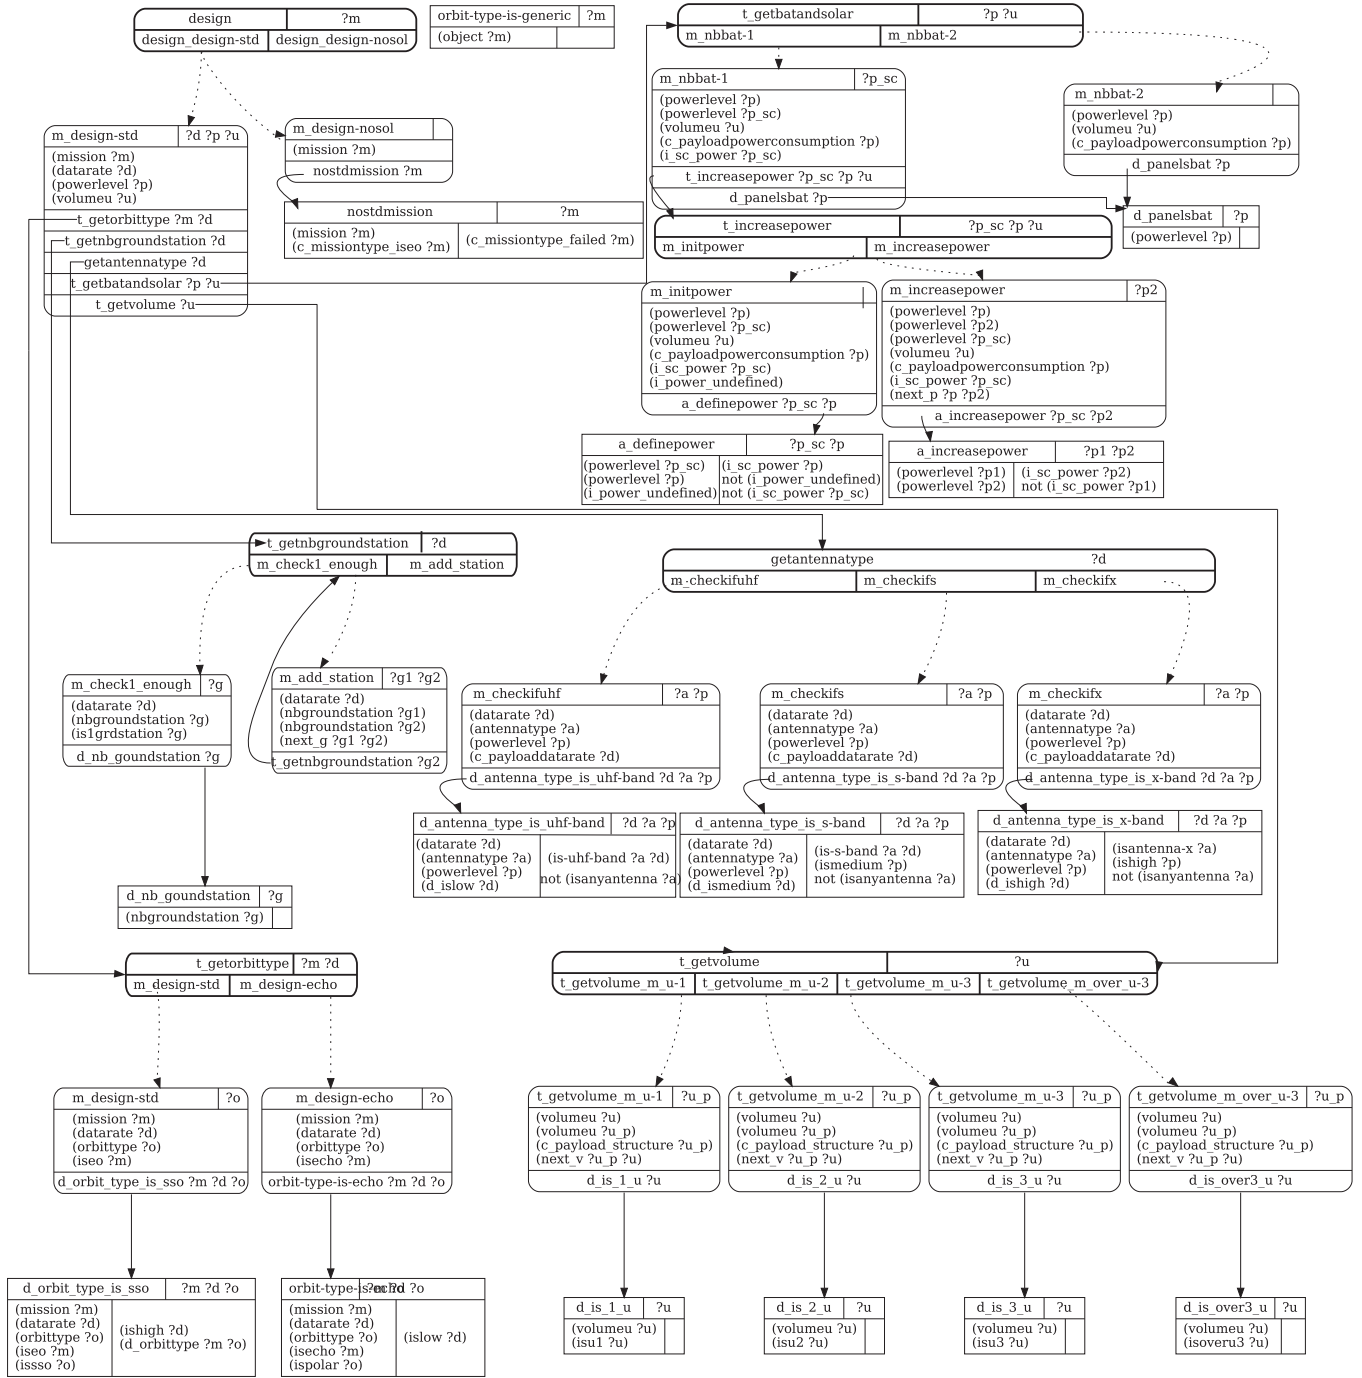 design ?m
design_design-std design_design-nosol
orbit-type-is-generic ?m
(object ?m)
t_getbatandsolar ?p ?u
m_nbbat-1 m_nbbat-2
m_nbbat-1 ?p_sc
(powerlevel ?p)
(powerlevel ?p_sc)
(volumeu ?u)
(c_payloadpowerconsumption ?p)
(i_sc_power ?p_sc)
t_increasepower ?p_sc ?p ?u
d_panelsbat ?p
m_nbbat-2
(powerlevel ?p)
(volumeu ?u)
(c_payloadpowerconsumption ?p)
d_panelsbat ?p
m_design-std ?d ?p ?u
(mission ?m)
(datarate ?d)
(powerlevel ?p)
(volumeu ?u)
t_getorbittype ?m ?d
t_getnbgroundstation ?d
getantennatype ?d
t_getbatandsolar ?p ?u
t_getvolume ?u
m_design-nosol
(mission ?m)
nostdmission ?m
nostdmission ?m
(mission ?m)
(c_missiontype_iseo ?m)
(c_missiontype_failed ?m)
d_panelsbat ?p
(powerlevel ?p)
t_increasepower ?p_sc ?p ?u
m_initpower m_increasepower
m_initpower
(powerlevel ?p)
(powerlevel ?p_sc)
(volumeu ?u)
(c_payloadpowerconsumption ?p)
(i_sc_power ?p_sc)
(i_power_undefined)
a_definepower ?p_sc ?p
m_increasepower ?p2
(powerlevel ?p)
(powerlevel ?p2)
(powerlevel ?p_sc)
(volumeu ?u)
(c_payloadpowerconsumption ?p)
(i_sc_power ?p_sc)
(next_p ?p ?p2)
a_increasepower ?p_sc ?p2
a_definepower ?p_sc ?p
(powerlevel ?p_sc)
(powerlevel ?p)
(i_power_undefined)
(i_sc_power ?p)
not (i_power_undefined)
not (i_sc_power ?p_sc)
a_increasepower ?p1 ?p2
(powerlevel ?p1)
(powerlevel ?p2)
(i_sc_power ?p2)
not (i_sc_power ?p1)
t_getnbgroundstation ?d
m_check1_enough m_add_station
getantennatype ?d
m_checkifuhf m_checkifs m_checkifx
m_check1_enough ?g
(datarate ?d)
(nbgroundstation ?g)
(is1grdstation ?g)
d_nb_goundstation ?g
m_add_station ?g1 ?g2
(datarate ?d)
(nbgroundstation ?g1)
(nbgroundstation ?g2)
(next_g ?g1 ?g2)
t_getnbgroundstation ?g2
m_checkifuhf ?a ?p
(datarate ?d)
(antennatype ?a)
(powerlevel ?p)
(c_payloaddatarate ?d)
d_antenna_type_is_uhf-band ?d ?a ?p
m_checkifs ?a ?p
(datarate ?d)
(antennatype ?a)
(powerlevel ?p)
(c_payloaddatarate ?d)
d_antenna_type_is_s-band ?d ?a ?p
m_checkifx ?a ?p
(datarate ?d)
(antennatype ?a)
(powerlevel ?p)
(c_payloaddatarate ?d)
d_antenna_type_is_x-band ?d ?a ?p
d_antenna_type_is_uhf-band ?d ?a ?p
(datarate ?d)
(antennatype ?a)
(powerlevel ?p)
(d_islow ?d)
(is-uhf-band ?a ?d)
not (isanyantenna ?a)
d_antenna_type_is_s-band ?d ?a ?p
(datarate ?d)
(antennatype ?a)
(powerlevel ?p)
(d_ismedium ?d)
(is-s-band ?a ?d)
(ismedium ?p)
not (isanyantenna ?a)
d_antenna_type_is_x-band ?d ?a ?p
(datarate ?d)
(antennatype ?a)
(powerlevel ?p)
(d_ishigh ?d)
(isantenna-x ?a)
(ishigh ?p)
not (isanyantenna ?a)
d_nb_goundstation ?g
(nbgroundstation ?g)
t_getorbittype ?m ?d
m_design-std m_design-echo
t_getvolume ?u
t_getvolume_m_u-1 t_getvolume_m_u-2 t_getvolume_m_u-3 t_getvolume_m_over_u-3
m_design-std ?o
(mission ?m)
(datarate ?d)
(orbittype ?o)
(iseo ?m)
d_orbit_type_is_sso ?m ?d ?o
m_design-echo ?o
(mission ?m)
(datarate ?d)
(orbittype ?o)
(isecho ?m)
orbit-type-is-echo ?m ?d ?o
t_getvolume_m_u-1 ?u_p
(volumeu ?u)
(volumeu ?u_p)
(c_payload_structure ?u_p)
(next_v ?u_p ?u)
d_is_1_u ?u
t_getvolume_m_u-2 ?u_p
(volumeu ?u)
(volumeu ?u_p)
(c_payload_structure ?u_p)
(next_v ?u_p ?u)
d_is_2_u ?u
t_getvolume_m_u-3 ?u_p
(volumeu ?u)
(volumeu ?u_p)
(c_payload_structure ?u_p)
(next_v ?u_p ?u)
d_is_3_u ?u
t_getvolume_m_over_u-3 ?u_p
(volumeu ?u)
(volumeu ?u_p)
(c_payload_structure ?u_p)
(next_v ?u_p ?u)
d_is_over3_u ?u
d_orbit_type_is_sso ?m ?d ?o
(mission ?m)
(datarate ?d)
(orbittype ?o)
(iseo ?m)
(issso ?o)
(ishigh ?d)
(d_orbittype ?m ?o)
orbit-type-is-echo ?m ?d ?o
(mission ?m)
(datarate ?d)
(orbittype ?o)
(isecho ?m)
(ispolar ?o)
(islow ?d)
d_is_1_u ?u
(volumeu ?u)
(isu1 ?u)
d_is_2_u ?u
(volumeu ?u)
(isu2 ?u)
d_is_3_u ?u
(volumeu ?u)
(isu3 ?u)
d_is_over3_u ?u
(volumeu ?u)
(isoveru3 ?u)